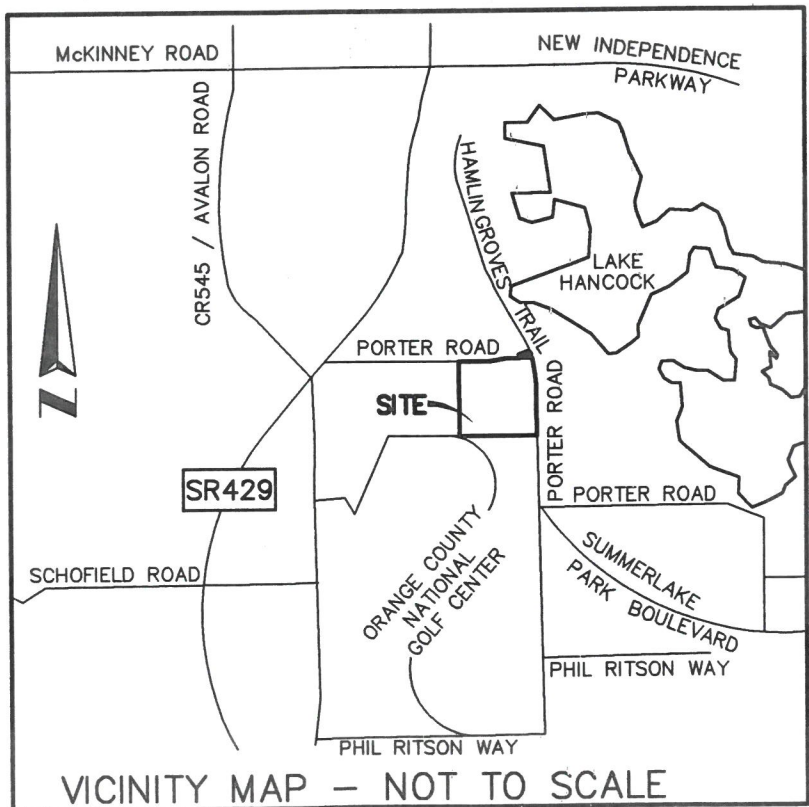 McKINNEY ROAD
NEW INDEPENDENCE
PARKWAY
CR545 / AVALON ROAD
HAMLIN GROVES TRAIL
LAKE
HANCOCK
N
PORTER ROAD
SITE
PORTER ROAD
SR429
PORTER ROAD
ORANGE COUNTY
NATIONAL
GOLF CENTER
SUMMERLAKE
PARK BOULEVARD
SCHOFIELD ROAD
PHIL RITSON WAY
PHIL RITSON WAY
VICINITY MAP – NOT TO SCALE